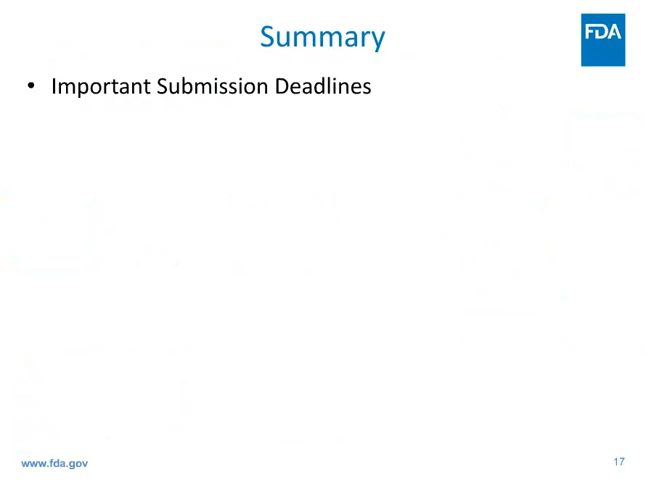 Summary
FDA
• Important Submission Deadlines
www.fda.gov
17